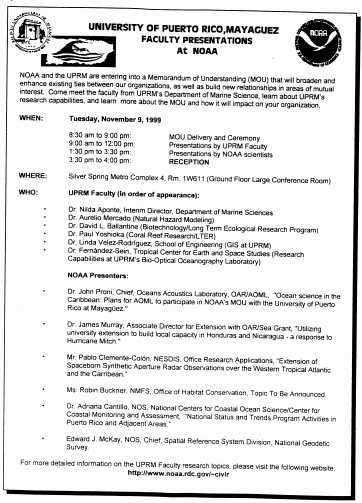 UNIVERSITY OF PUERTO RICO,MAYAGUEZ
FACULTY PRESENTATIONS
At NOAA
NOAA
NOAA and the UPRM are entering into a Memorandum of Understanding (MOU) that will broaden and
enhance existing ties between our organizations, as well as build new relationships in areas of mutual
interest. Come meet the faculty from UPRM's Department of Marine Science, learn about UPRM's
research capabilities, and learn more about the MOU and how it will impact on your organization.
WHEN: Tuesday, November 9, 1999
8:30 am to 9:00 pm: MOU Delivery and Ceremony
9:00 am to 12:00 pm: Presentations by UPRM Faculty
1:30 pm to 3:30 pm: Presentations by NOAA scientists
3:30 pm to 4:00 pm: RECEPTION
WHERE: Silver Spring Metro Complex 4, Rm. 1W611 (Ground Floor Large Conference Room)
WHO: UPRM Faculty (in order of appearance):
· Dr. Nilda Aponte, Interim Director, Department of Marine Sciences
· Dr. Aurelio Mercado (Natural Hazard Modeling)
· Dr. David L. Ballantine (Biotechnology/Long Term Ecological Research Program)
· Dr. Paul Yoshioka (Coral Reef Research/LTER)
· Dr. Linda Velez-Rodriguez, School of Engineering (GIS at UPRM)
· Dr. Fernández-Sein, Tropical Center for Earth and Space Studies (Research
Capabilities at UPRM's Bio-Optical Oceanography Laboratory)
NOAA Presenters:
· Dr. John Proni, Chief, Oceans Acoustics Laboratory, OAR/AOML, "Ocean science in the
Caribbean: Plans for AOML to participate in NOAA's MOU with the University of Puerto
Rico at Mayaguez."
· Dr. James Murray, Associate Director for Extension with OAR/Sea Grant, "Utilizing
university extension to build local capacity in Honduras and Nicaragua - a response to
Hurricane Mitch."
· Mr. Pablo Clemente-Colón, NESDIS, Office Research Applications, "Extension of
Spaceborn Synthetic Aperture Radar Observations over the Western Tropical Atlantic
and the Carribean."
· Ms. Robin Buckner, NMFS, Office of Habitat Conservation, Topic To Be Announced.
· Dr. Adriana Cantillo, NOS, National Centers for Coastal Ocean Science/Center for
Coastal Monitoring and Assessment, "National Status and Trends Program Activities in
Puerto Rico and Adjacent Areas."
· Edward J. McKay, NOS, Chief, Spatial Reference System Division, National Geodetic
Survey.
For more detailed information on the UPRM Faculty research topics, please visit the following website:
http://www.noaa.rdc.gov/~civlr